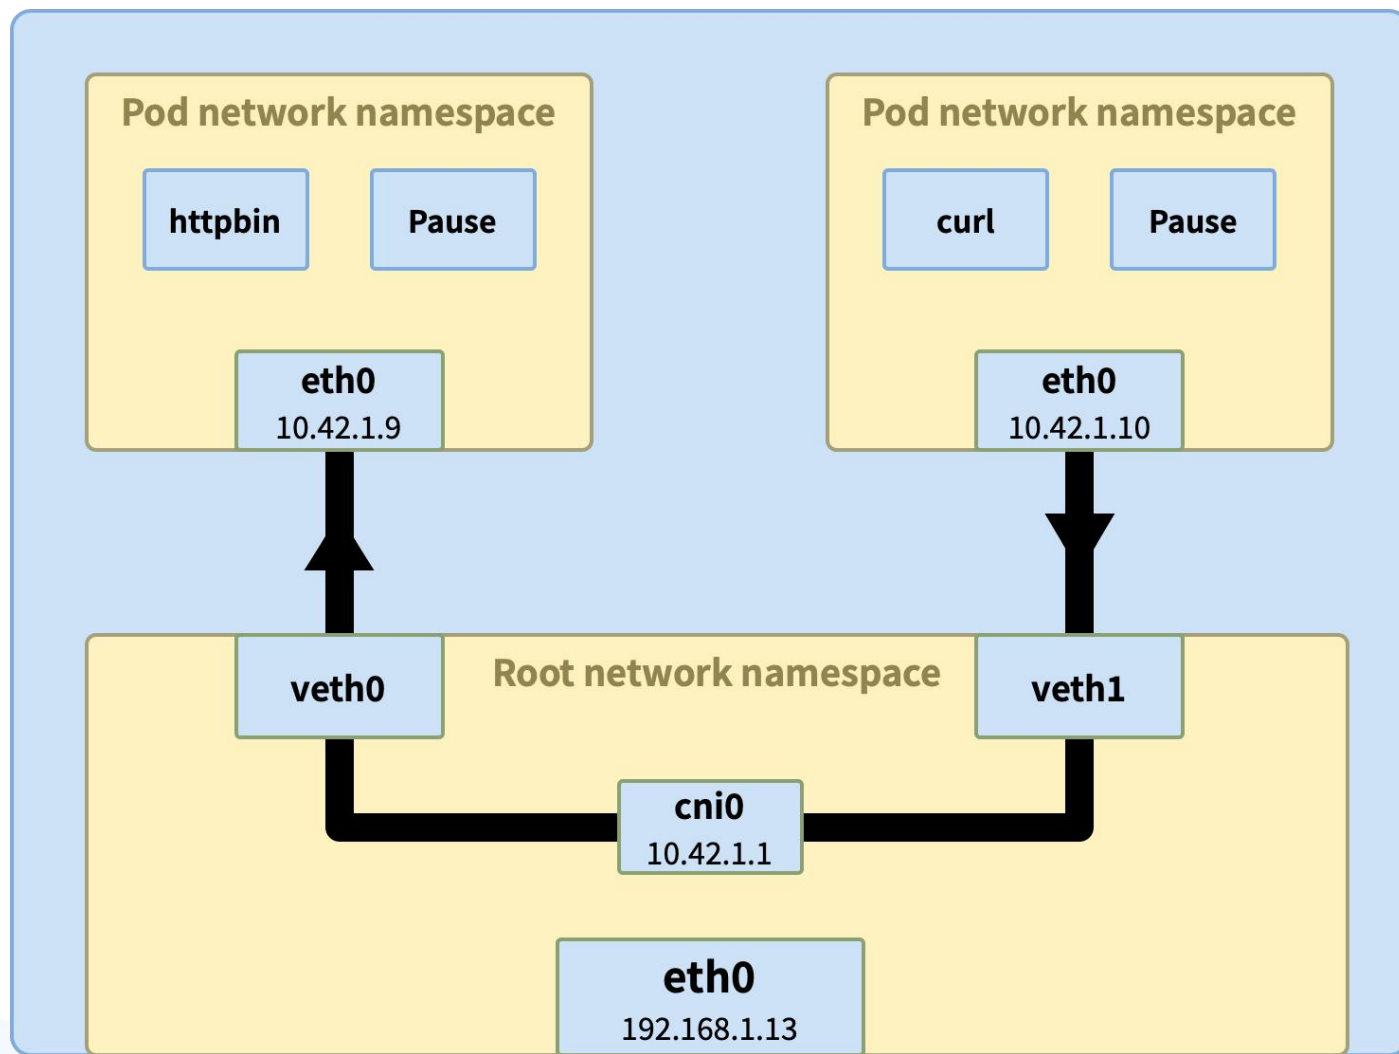 Pod network namespace
httpbin
Pause
eth0
10.42.1.9
Pod network namespace
curl
Pause
eth0
10.42.1.10
Root network namespace
veth0
veth1
cni0
10.42.1.1
eth0
192.168.1.13